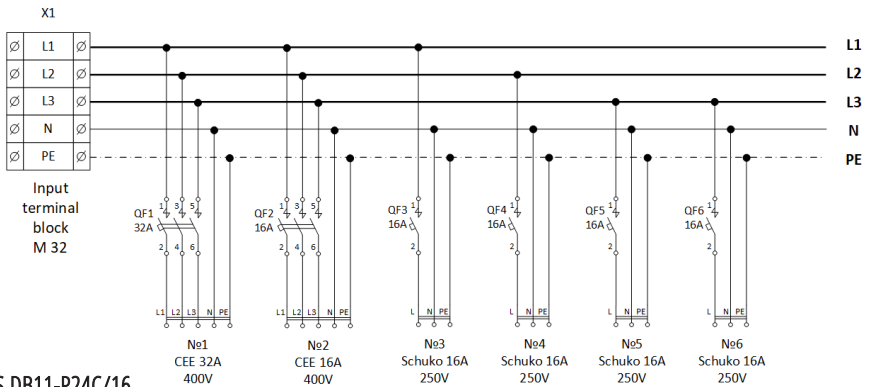 X1
L1
L2
L3
N
PE
L1
L2
L3
N
PE
Input
terminal
block
M 32
QF1
32A
1 3 5
2 4 6
QF2
16A
1 3 5
2 4 6
QF3
16A
1
2
QF4
16A
1
2
QF5
16A
1
2
QF6
16A
1
2
L1 L2 L3 N PE
L1 L2 L3 N PE
L N PE
L N PE
L N PE
L N PE
№1
CEE 32A
400V
№2
CEE 16A
400V
№3
Schuko 16A
250V
№4
Schuko 16A
250V
№5
Schuko 16A
250V
№6
Schuko 16A
250V